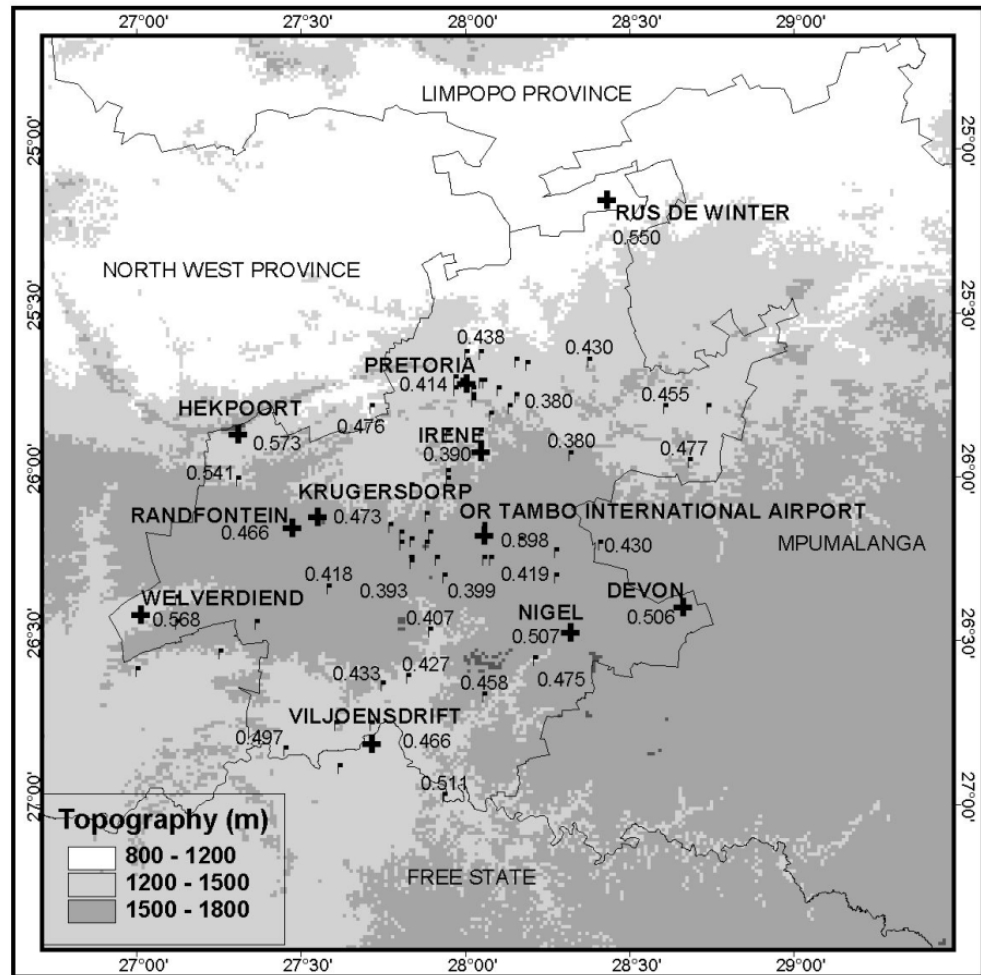 27°00' 27°30' 28°00' 28°30' 29°00'
LIMPOPO PROVINCE
25°00' 25°00'
RUS DE WINTER
0.550
NORTH WEST PROVINCE
25°30' 25°30'
0.438 0.430
PRETORIA
0.414 0.380 0.455
HEKPOORT
0.573 0.476 IRENE 0.380
0.390 0.477
0.541
26°00' 26°00'
KRUGERSDORP
RANDFONTEIN 0.473 OR TAMBO INTERNATIONAL AIRPORT
0.466 0.398 0.430 MPUMALANGA
0.418 0.393 0.399 0.419
WELVERDIEND DEVON
0.568 0.407 NIGEL 0.506
26°30' 0.507 26°30'
0.433 0.427 0.458 0.475
VILJOENSDRIFT
0.497 0.466
0.511
27°00' 27°00'
Topography (m)
800 - 1200
1200 - 1500
1500 - 1800
FREE STATE
27°00' 27°30' 28°00' 28°30' 29°00'